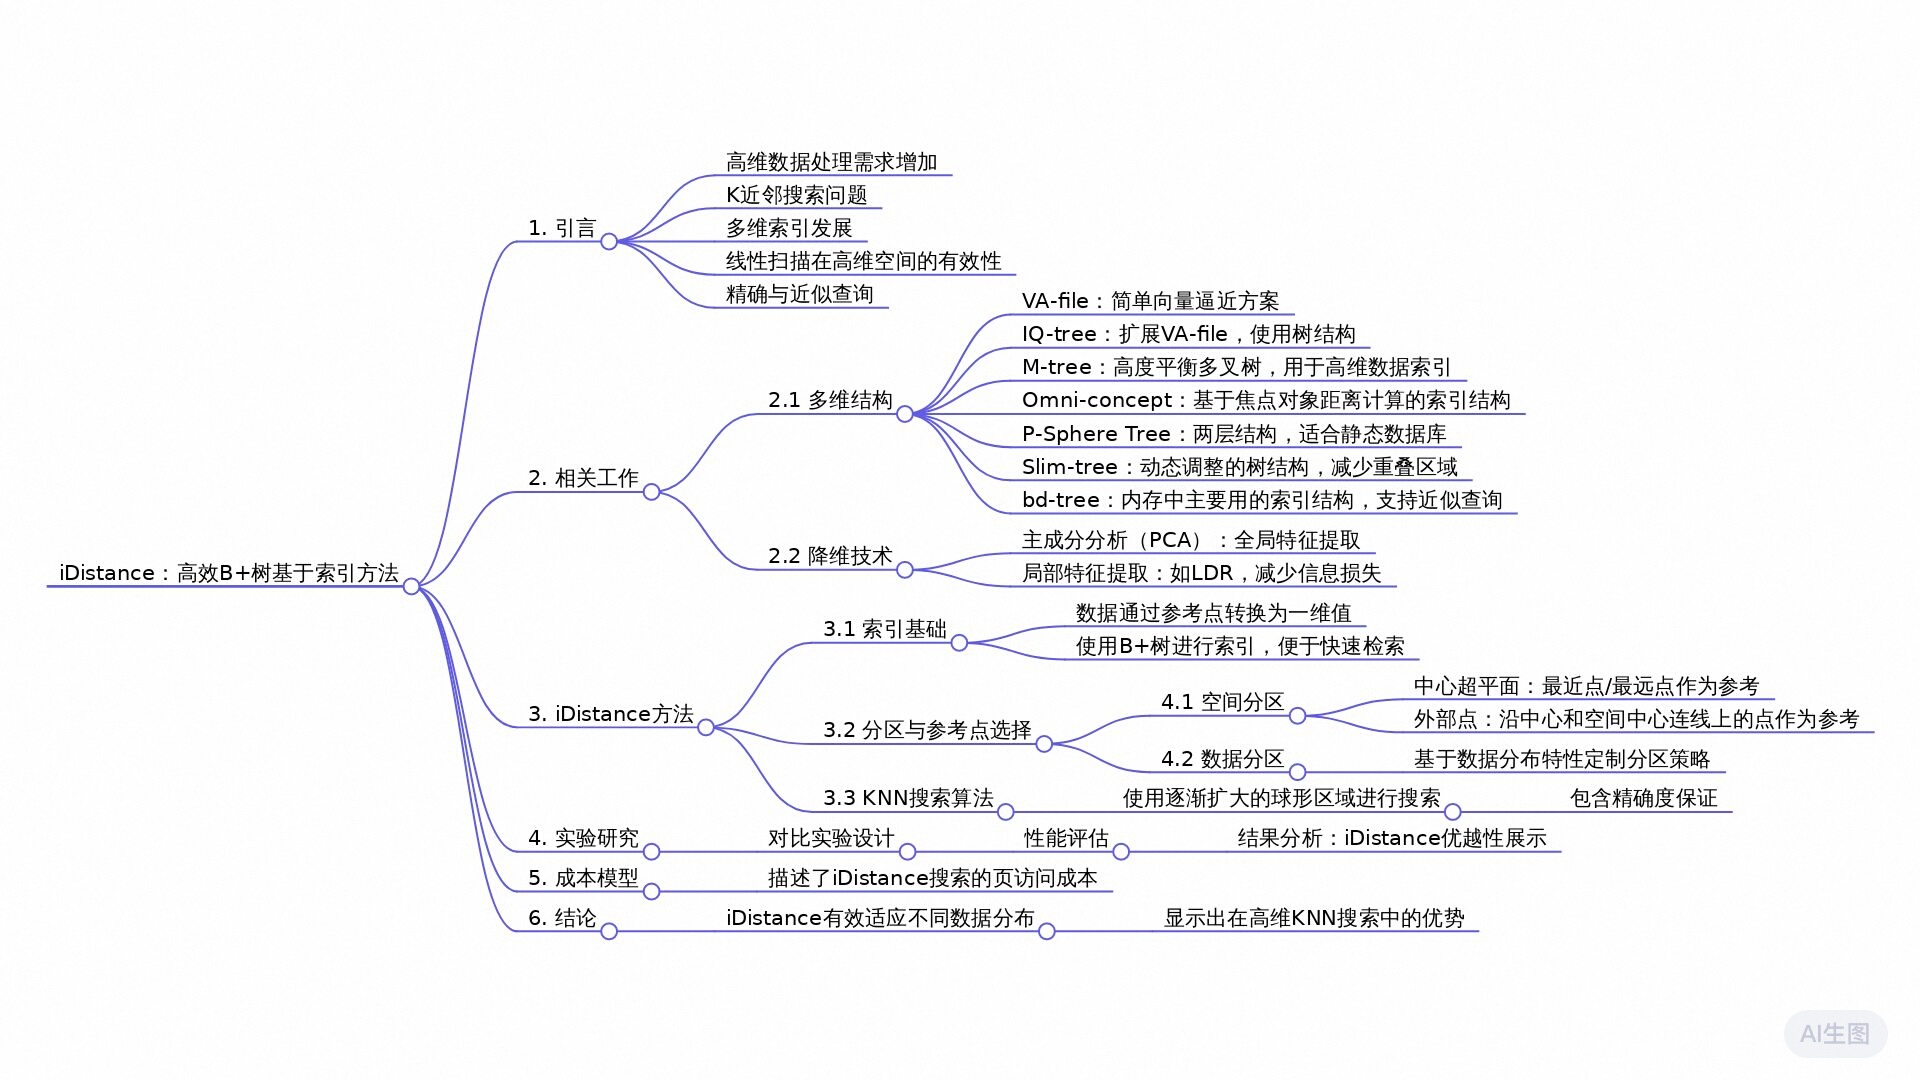 iDistance：高效B+树基于索引方法
1. 引言
高维数据处理需求增加
K近邻搜索问题
多维索引发展
线性扫描在高维空间的有效性
精确与近似查询
2. 相关工作
2.1 多维结构
VA-file：简单向量逼近方案
IQ-tree：扩展VA-file，使用树结构
M-tree：高度平衡多叉树，用于高维数据索引
Omni-concept：基于焦点对象距离计算的索引结构
P-Sphere Tree：两层结构，适合静态数据库
Slim-tree：动态调整的树结构，减少重叠区域
bd-tree：内存中主要用的索引结构，支持近似查询
2.2 降维技术
主成分分析（PCA）：全局特征提取
局部特征提取：如LDR，减少信息损失
3. iDistance方法
3.1 索引基础
数据通过参考点转换为一维值
使用B+树进行索引，便于快速检索
3.2 分区与参考点选择
4.1 空间分区
中心超平面：最近点/最远点作为参考
外部点：沿中心和空间中心连线上的点作为参考
4.2 数据分区
基于数据分布特性定制分区策略
3.3 KNN搜索算法
使用逐渐扩大的球形区域进行搜索
包含精确度保证
4. 实验研究
对比实验设计
性能评估
结果分析：iDistance优越性展示
5. 成本模型
描述了iDistance搜索的页访问成本
6. 结论
iDistance有效适应不同数据分布
显示出在高维KNN搜索中的优势
AI生图